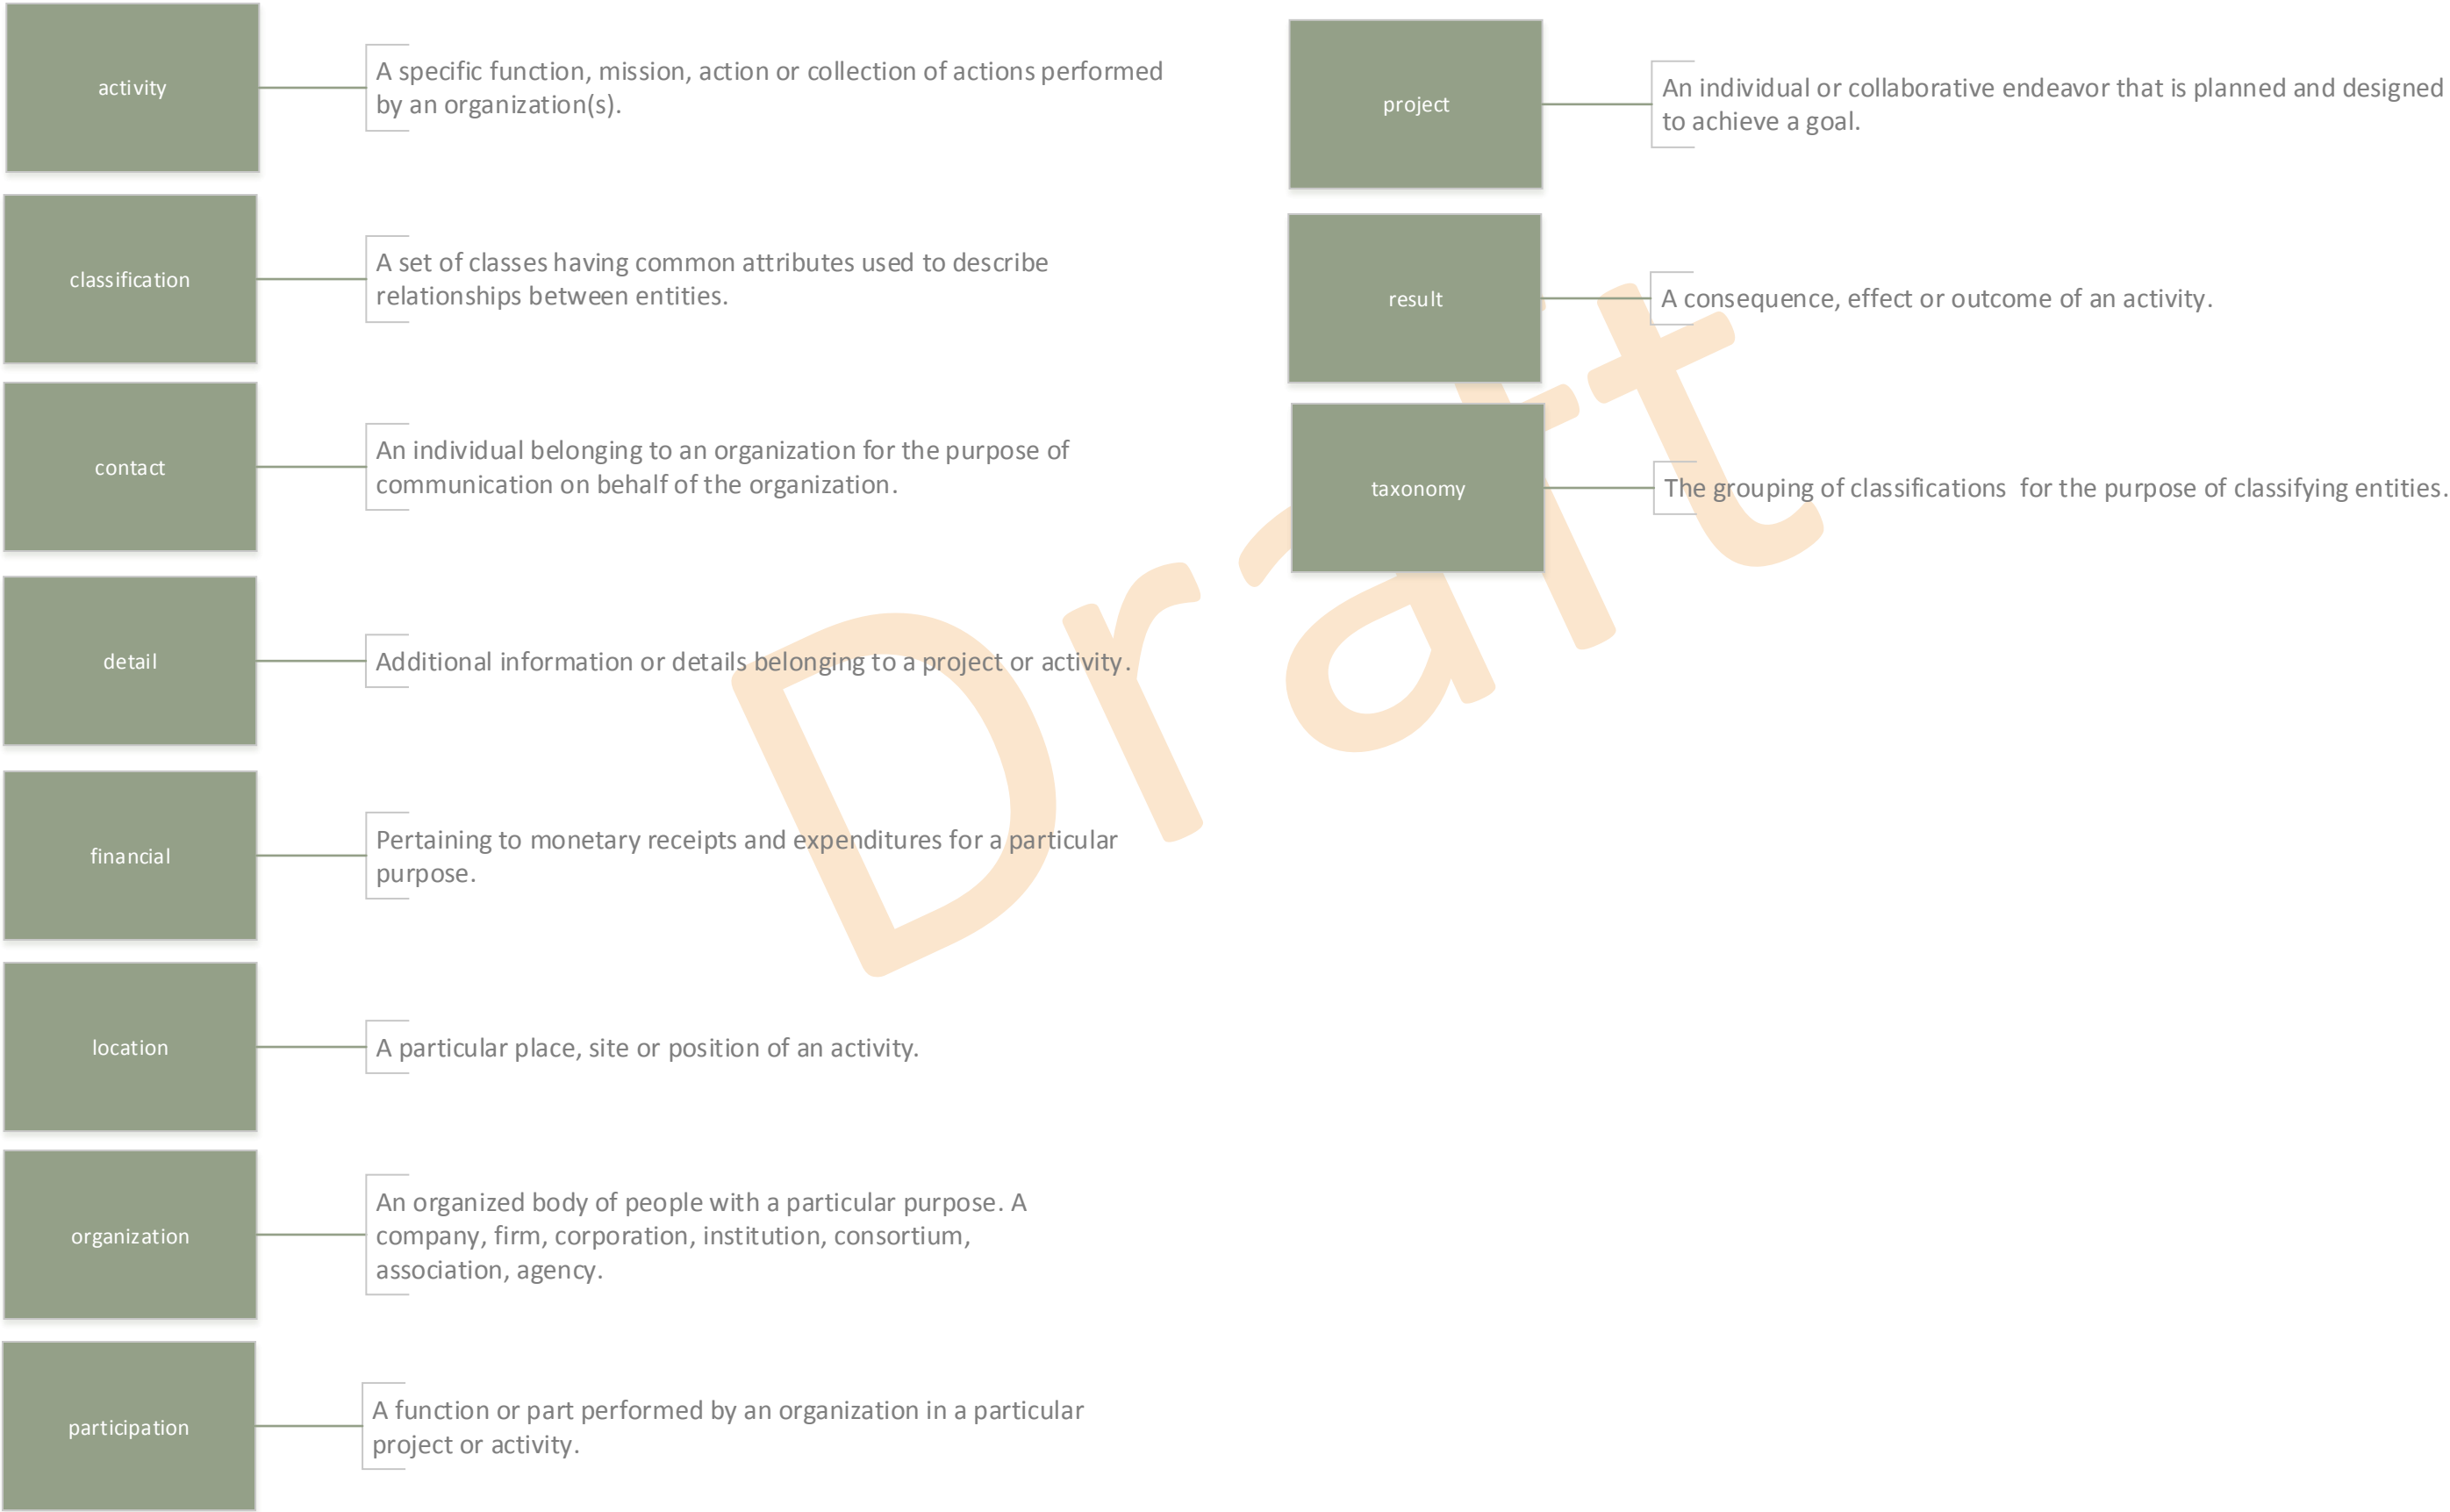 activity
A specific function, mission, action or collection of actions performed
by an organization(s).
classification
A set of classes having common attributes used to describe
relationships between entities.
contact
An individual belonging to an organization for the purpose of
communication on behalf of the organization.
detail
Additional information or details belonging to a project or activity.
financial
Pertaining to monetary receipts and expenditures for a particular
purpose.
location
A particular place, site or position of an activity.
organization
An organized body of people with a particular purpose. A
company, firm, corporation, institution, consortium,
association, agency.
participation
A function or part performed by an organization in a particular
project or activity.
project
An individual or collaborative endeavor that is planned and designed
to achieve a goal.
result
A consequence, effect or outcome of an activity.
taxonomy
The grouping of classifications  for the purpose of classifying entities.
Draft